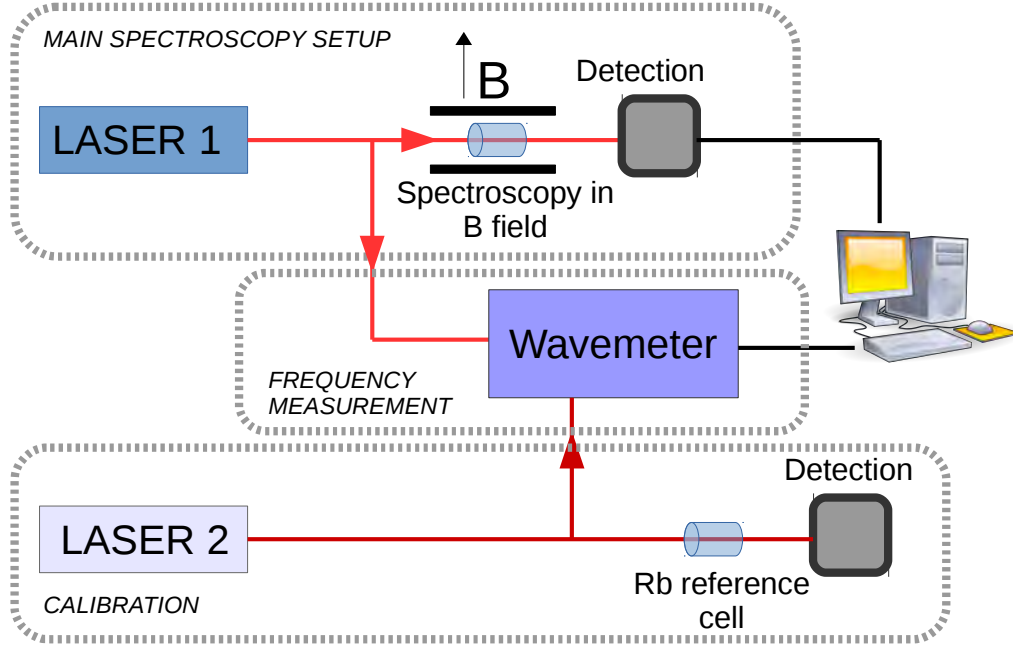 MAIN SPECTROSCOPY SETUP
B
Detection
LASER 1
Spectroscopy in
B field
Wavemeter
FREQUENCY
MEASUREMENT
Detection
LASER 2
Rb reference
cell
CALIBRATION